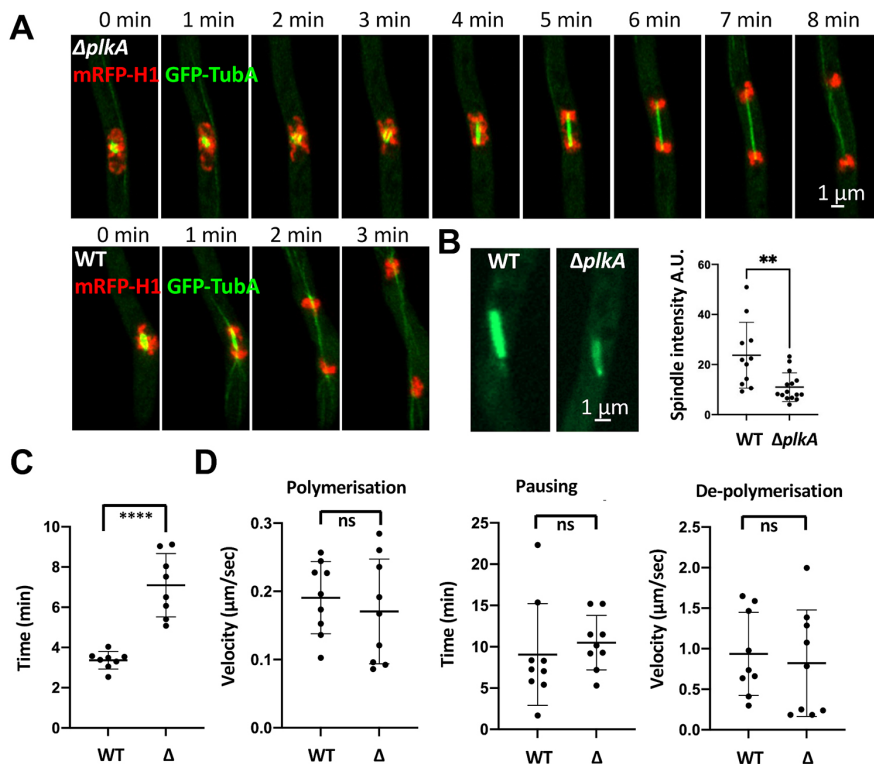 A
0 min 1 min 2 min 3 min 4 min 5 min 6 min 7 min 8 min
ΔplkA
mRFP-H1 GFP-TubA
1 µm
0 min 1 min 2 min 3 min
WT
mRFP-H1 GFP-TubA
B
WT ΔplkA
1 µm
Spindle intensity A.U.
60
40
20
0
**
WT ΔplkA
C
Time (min)
10
8
6
4
2
0
****
WT Δ
D
Polymerisation
Velocity (µm/sec)
0.3
0.2
0.1
0.0
ns
WT Δ
Pausing
Time (min)
25
20
15
10
5
0
ns
WT Δ
De-polymerisation
Velocity (µm/sec)
2.5
2.0
1.5
1.0
0.5
0.0
ns
WT Δ